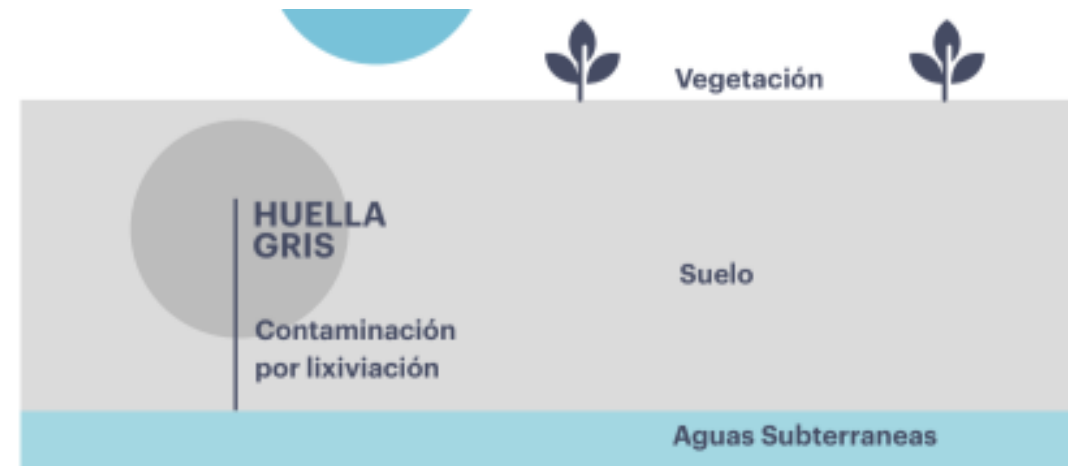 Vegetación
HUELLA
GRIS
Suelo
Contaminación
por lixiviación
Aguas Subterraneas